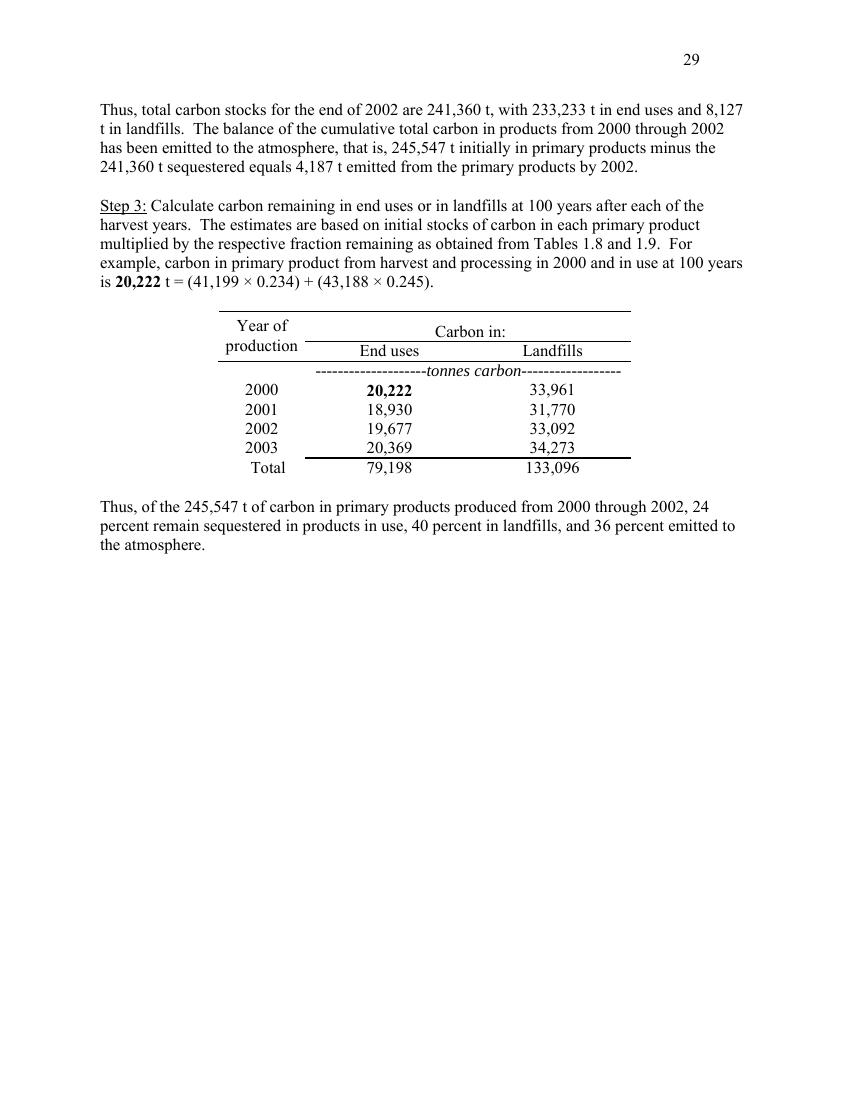 29
Thus, total carbon stocks for the end of 2002 are 241,360 t, with 233,233 t in end uses and 8,127
t in landfills. The balance of the cumulative total carbon in products from 2000 through 2002
has been emitted to the atmosphere, that is, 245,547 t initially in primary products minus the
241,360 t sequestered equals 4,187 t emitted from the primary products by 2002.
Step 3: Calculate carbon remaining in end uses or in landfills at 100 years after each of the
harvest years. The estimates are based on initial stocks of carbon in each primary product
multiplied by the respective fraction remaining as obtained from Tables 1.8 and 1.9. For
example, carbon in primary product from harvest and processing in 2000 and in use at 100 years
is 20,222 t = (41,199 × 0.234) + (43,188 × 0.245).
Year of
production
Carbon in:
End uses Landfills
--------------------tonnes carbon------------------
2000 20,222 33,961
2001 18,930 31,770
2002 19,677 33,092
2003 20,369 34,273
Total 79,198 133,096
Thus, of the 245,547 t of carbon in primary products produced from 2000 through 2002, 24
percent remain sequestered in products in use, 40 percent in landfills, and 36 percent emitted to
the atmosphere.